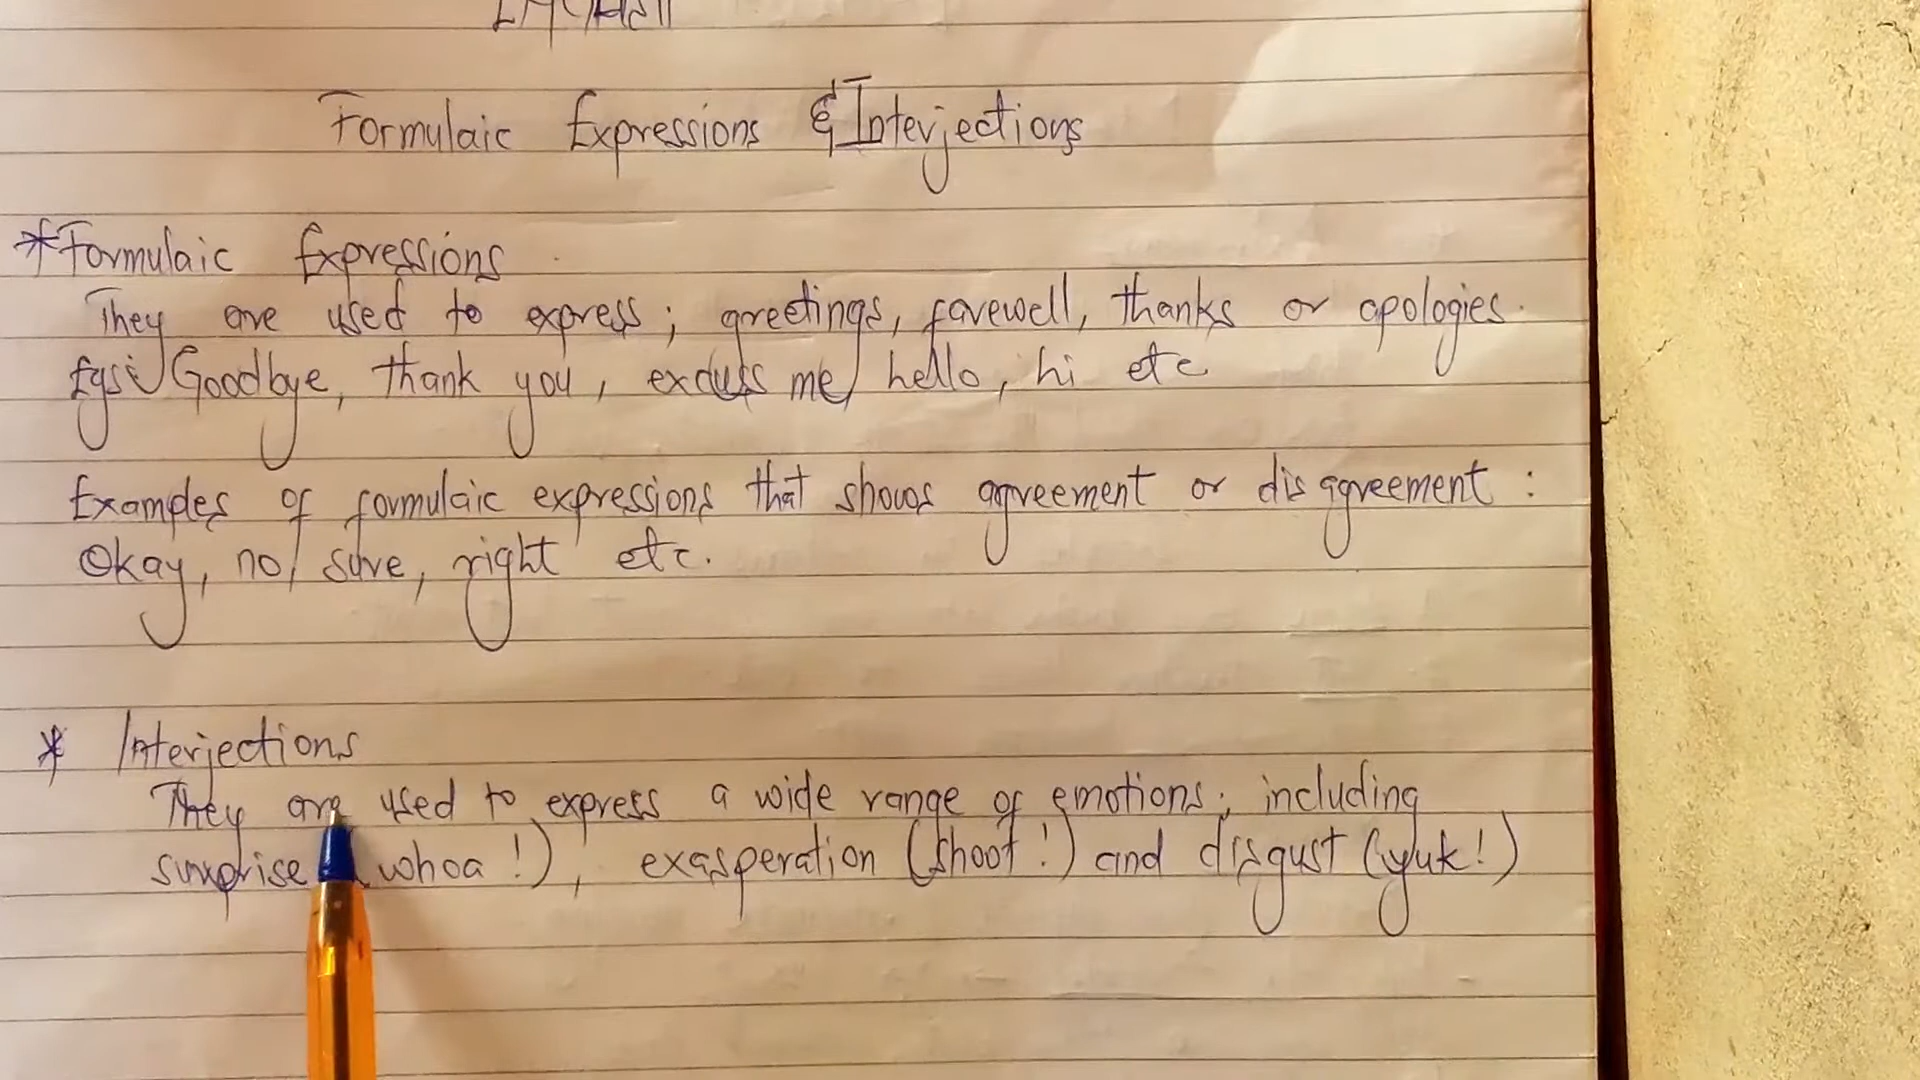 Formulaic Expressions & Interjections
* Formulaic Expressions
They are used to express; greetings, farewell, thanks or apologies.
Egs: Goodbye, thank you, excuse me, hello, hi etc
Examples of formulaic expressions that shows agreement or disagreement:
Okay, no, sure, right etc.
* Interjections
They are used to express a wide range of emotions; including
surprise (whoa!), exasperation (shoot!) and disgust (yuk!)